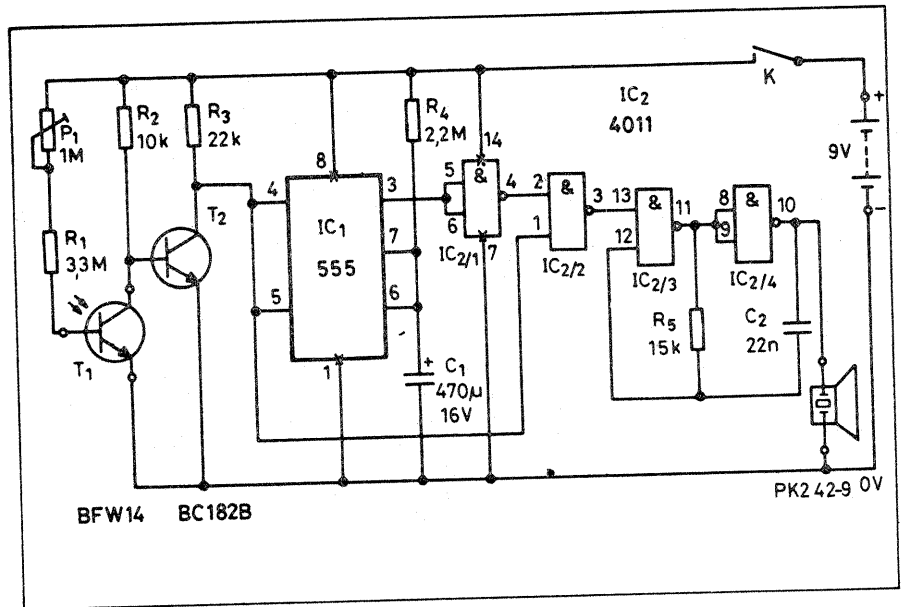 K
+
9V
-
0V
IC2
4011
P1
1M
R1
3,3M
T1
BFW14
R2
10k
R3
22k
T2
BC182B
4
5
8
IC1
555
3
7
6
1
R4
2,2M
+
C1
470µ
16V
14
5
6
&
4
7
IC2/1
2
1
&
3
IC2/2
13
12
&
11
IC2/3
R5
15k
8
9
&
10
IC2/4
C2
22n
PK2 42-9